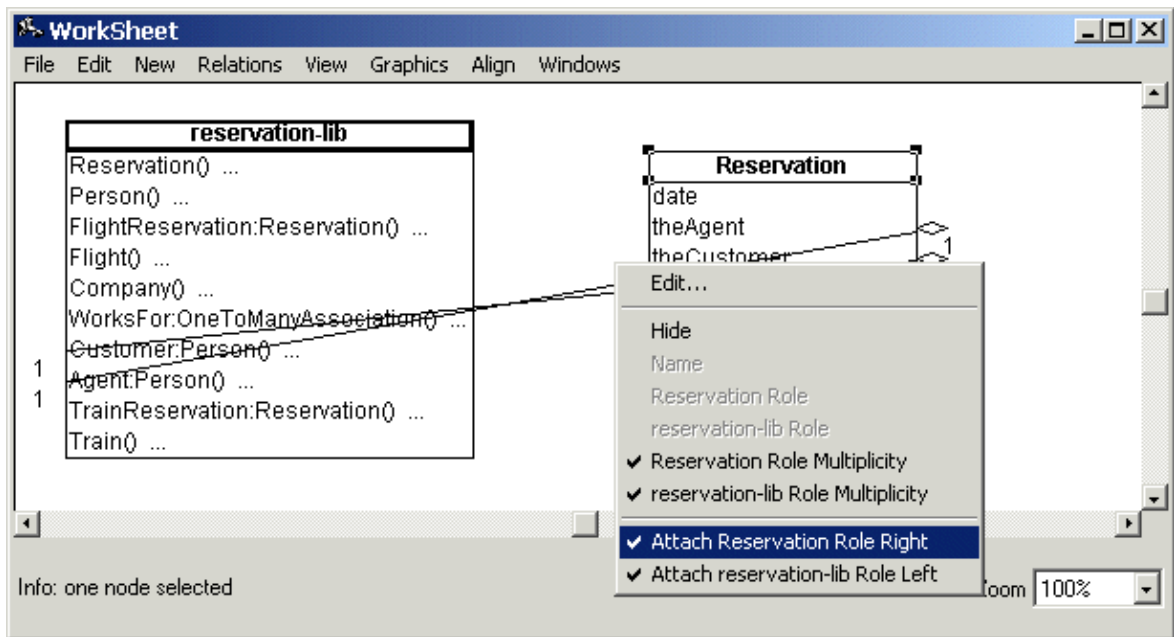 WorkSheet
File Edit New Relations View Graphics Align Windows
reservation-lib
Reservation() ...
Person() ...
FlightReservation:Reservation() ...
Flight() ...
Company() ...
WorksFor:OneToManyAssociation() ...
Customer:Person() ...
Agent:Person() ...
TrainReservation:Reservation() ...
Train() ...
1
1
Reservation
date
theAgent
theCustomer
1
Edit...
Hide
Name
Reservation Role
reservation-lib Role
Reservation Role Multiplicity
reservation-lib Role Multiplicity
Attach Reservation Role Right
Attach reservation-lib Role Left
Info: one node selected
oom 100%